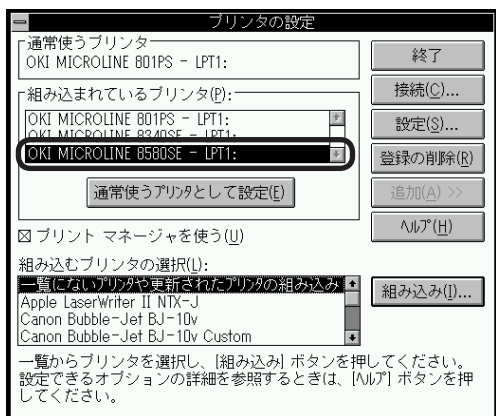 プリンタの設定
通常使うプリンタ
OKI MICROLINE 801PS - LPT1:
組み込まれているプリンタ(P):
OKI MICROLINE 801PS - LPT1:
OKI MICROLINE 8340SE - LPT1:
OKI MICROLINE 8580SE - LPT1:
通常使うプリンタとして設定(E)
プリント マネージャを使う(U)
組み込むプリンタの選択(L):
一覧にないプリンタや更新されたプリンタの組み込み
Apple LaserWriter II NTX-J
Canon Bubble-Jet BJ-10v
Canon Bubble-Jet BJ-10v Custom
終了
接続(C)...
設定(S)...
登録の削除(R)
追加(A) >>
ヘルプ(H)
組み込み(I)...
一覧からプリンタを選択し、[組み込み] ボタンを押してください。
設定できるオプションの詳細を参照するときは、[ヘルプ] ボタンを押
してください。